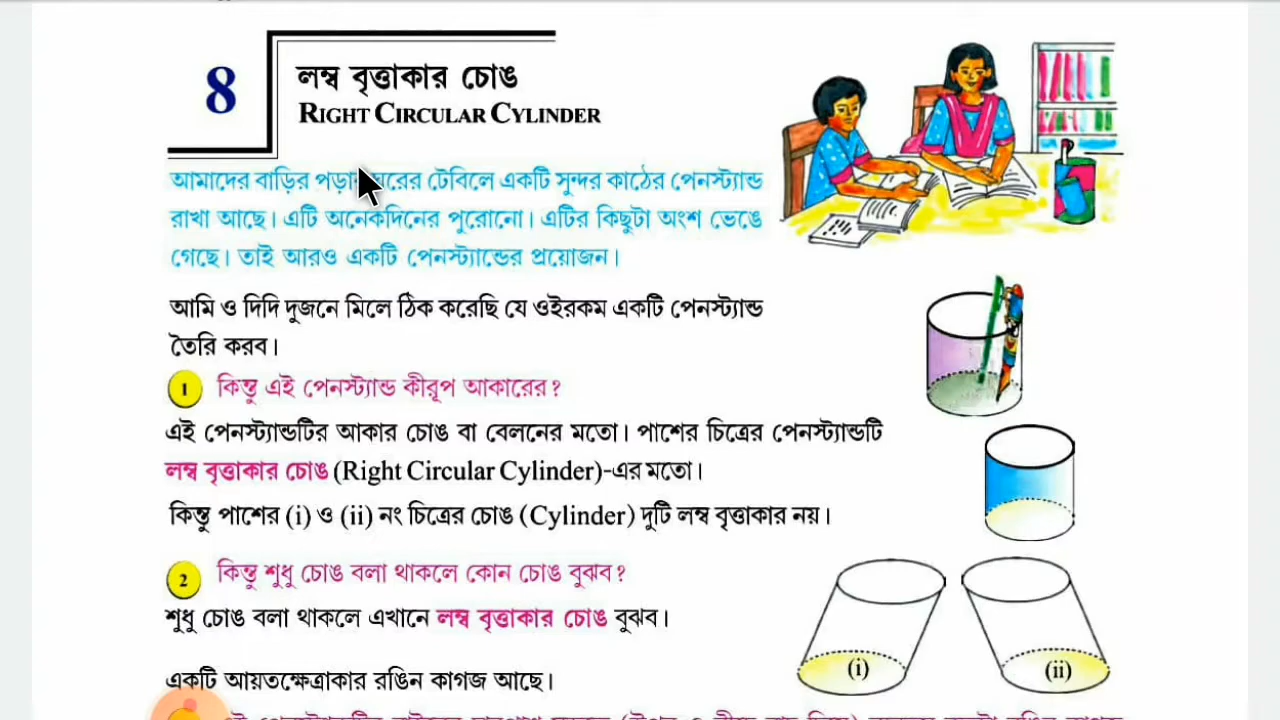 8
লম্ব বৃত্তাকার চোঙ
RIGHT CIRCULAR CYLINDER
আমাদের বাড়ির টেবিলে একটি সুন্দর কাঠের পেনস্ট্যান্ড
রাখা আছে। এটি অনেকদিনের পুরোনো। এটির কিছুটা অংশ ভেঙে
গেছে। তাই আরও একটি পেনস্ট্যান্ডের প্রয়োজন।
আমি ও দিদি দুজনে মিলে ঠিক করেছি যে ওইরকম একটি পেনস্ট্যান্ড
তৈরি করব।
1 কিন্তু এই পেনস্ট্যান্ড কীরূপ আকারের?
এই পেনস্ট্যান্ডটির আকার চোঙ বা বেলনের মতো। পাশের চিত্রের পেনস্ট্যান্ডটি
লম্ব বৃত্তাকার চোঙ (Right Circular Cylinder)-এর মতো।
কিন্তু পাশের (i) ও (ii) নং চিত্রের চোঙ (Cylinder) দুটি লম্ব বৃত্তাকার নয়।
2 কিন্তু শুধু চোঙ বলা থাকলে কোন চোঙ বুঝব?
শুধু চোঙ বলা থাকলে এখানে লম্ব বৃত্তাকার চোঙ বুঝব।
(i)
(ii)
একটি আয়তক্ষেত্রাকার রঙিন কাগজ আছে।